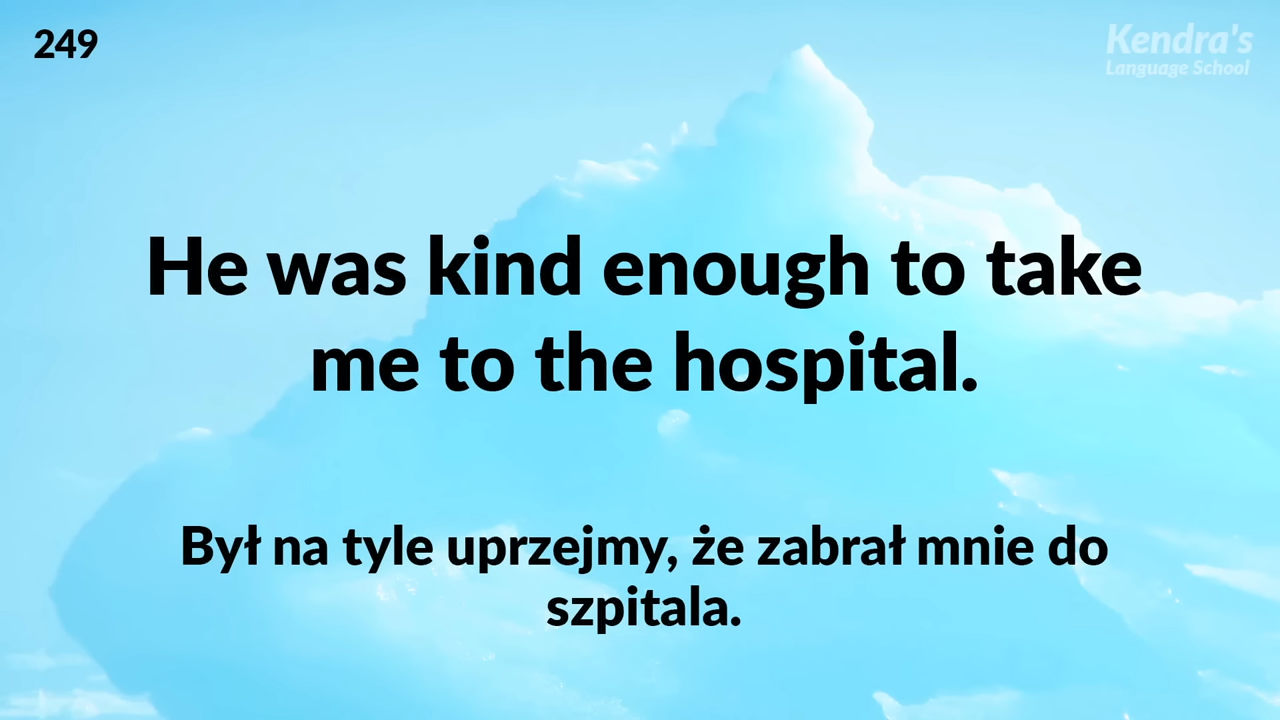 249
Kendra's
Language School
He was kind enough to take
me to the hospital.
Był na tyle uprzejmy, że zabrał mnie do
szpitala.